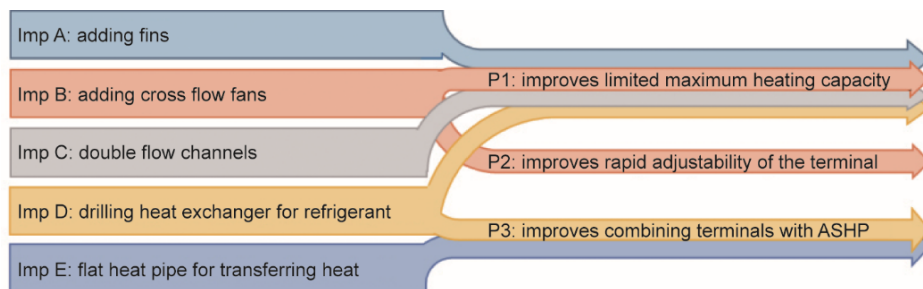 Imp A: adding fins
P1: improves limited maximum heating capacity
Imp B: adding cross flow fans
Imp C: double flow channels
P2: improves rapid adjustability of the terminal
Imp D: drilling heat exchanger for refrigerant
P3: improves combining terminals with ASHP
Imp E: flat heat pipe for transferring heat